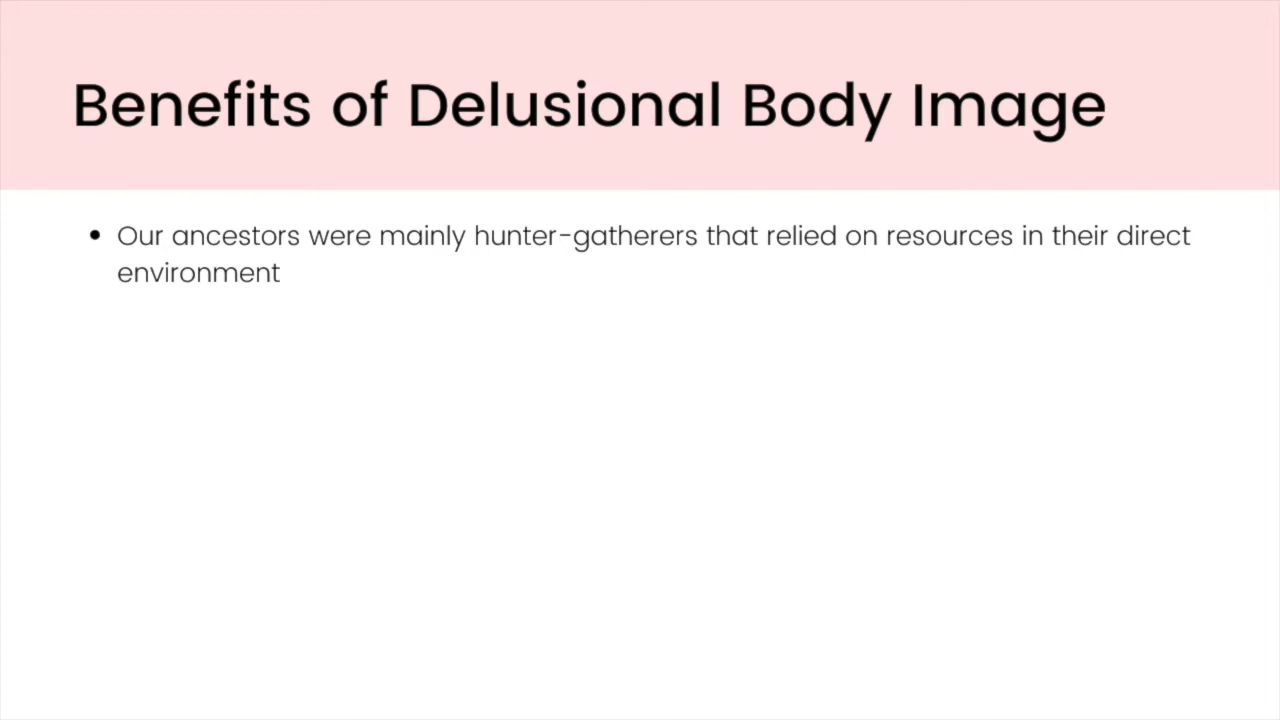 Benefits of Delusional Body Image
• Our ancestors were mainly hunter-gatherers that relied on resources in their direct
environment